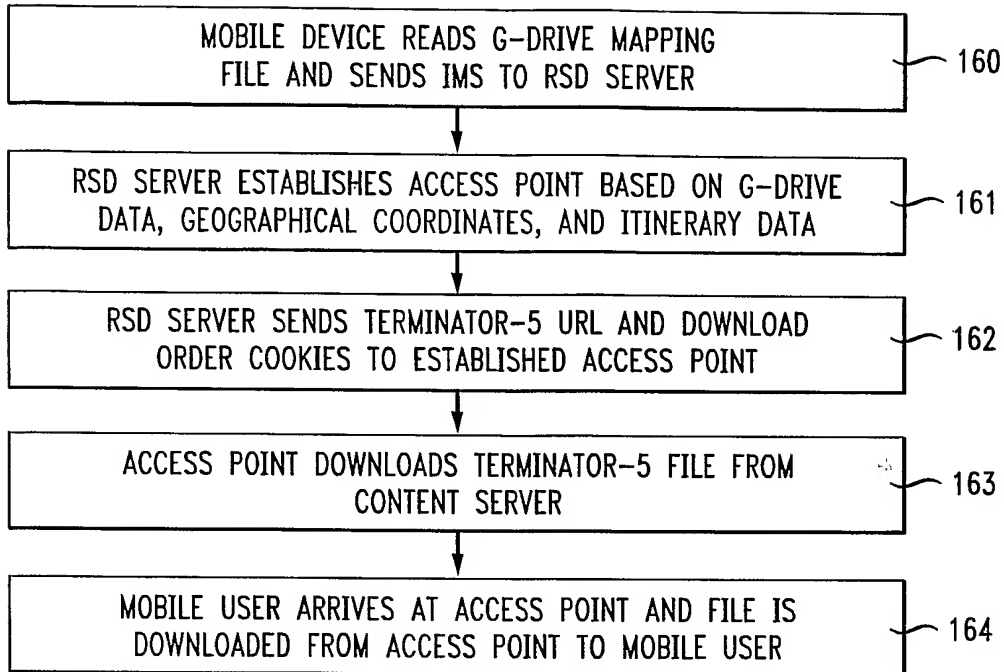 MOBILE DEVICE READS G-DRIVE MAPPING
FILE AND SENDS IMS TO RSD SERVER
160
RSD SERVER ESTABLISHES ACCESS POINT BASED ON G-DRIVE
DATA, GEOGRAPHICAL COORDINATES, AND ITINERARY DATA
161
RSD SERVER SENDS TERMINATOR-5 URL AND DOWNLOAD
ORDER COOKIES TO ESTABLISHED ACCESS POINT
162
ACCESS POINT DOWNLOADS TERMINATOR-5 FILE FROM
CONTENT SERVER
163
MOBILE USER ARRIVES AT ACCESS POINT AND FILE IS
DOWNLOADED FROM ACCESS POINT TO MOBILE USER
164